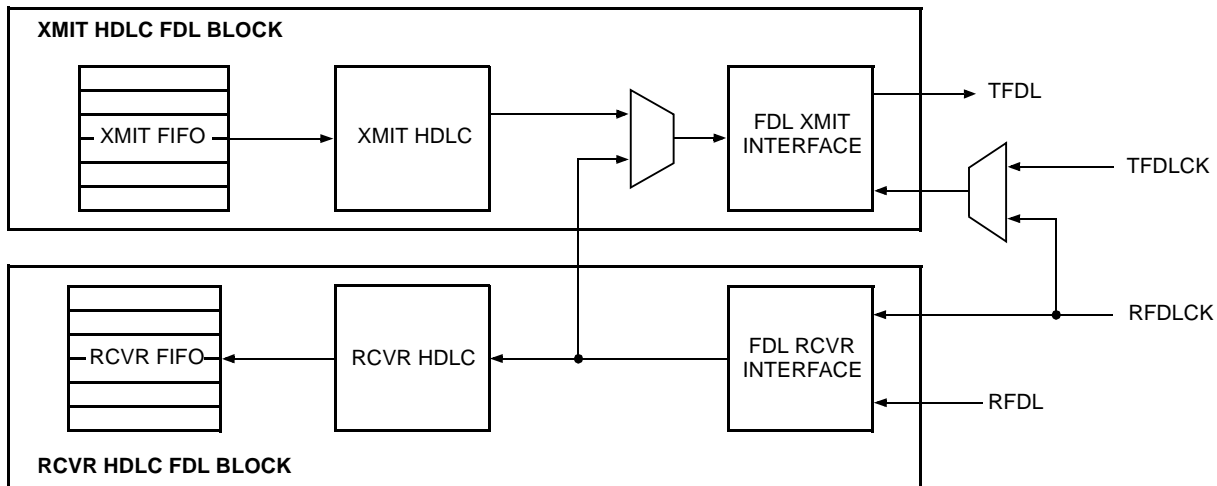 XMIT HDLC FDL BLOCK
XMIT FIFO
XMIT HDLC
FDL XMIT
INTERFACE
TFDL
TFDLCK
RFDLCK
RCVR FIFO
RCVR HDLC
FDL RCVR
INTERFACE
RFDL
RCVR HDLC FDL BLOCK